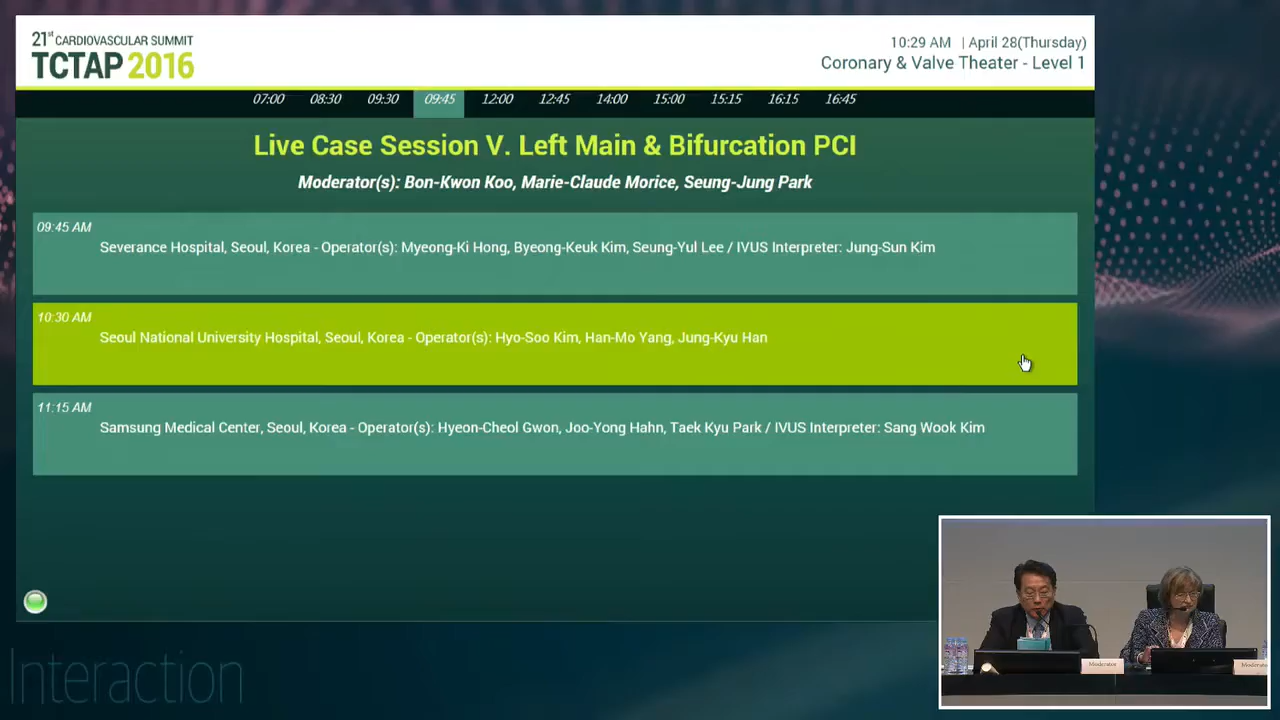 21st CARDIOVASCULAR SUMMIT
TCTAP 2016
10:29 AM | April 28(Thursday)
Coronary & Valve Theater - Level 1
07:00 08:30 09:30 09:45 12:00 12:45 14:00 15:00 15:15 16:15 16:45
Live Case Session V. Left Main & Bifurcation PCI
Moderator(s): Bon-Kwon Koo, Marie-Claude Morice, Seung-Jung Park
09:45 AM
Severance Hospital, Seoul, Korea - Operator(s): Myeong-Ki Hong, Byeong-Keuk Kim, Seung-Yul Lee / IVUS Interpreter: Jung-Sun Kim
10:30 AM
Seoul National University Hospital, Seoul, Korea - Operator(s): Hyo-Soo Kim, Han-Mo Yang, Jung-Kyu Han
11:15 AM
Samsung Medical Center, Seoul, Korea - Operator(s): Hyeon-Cheol Gwon, Joo-Yong Hahn, Taek Kyu Park / IVUS Interpreter: Sang Wook Kim
Interaction
Moderator
Moderato